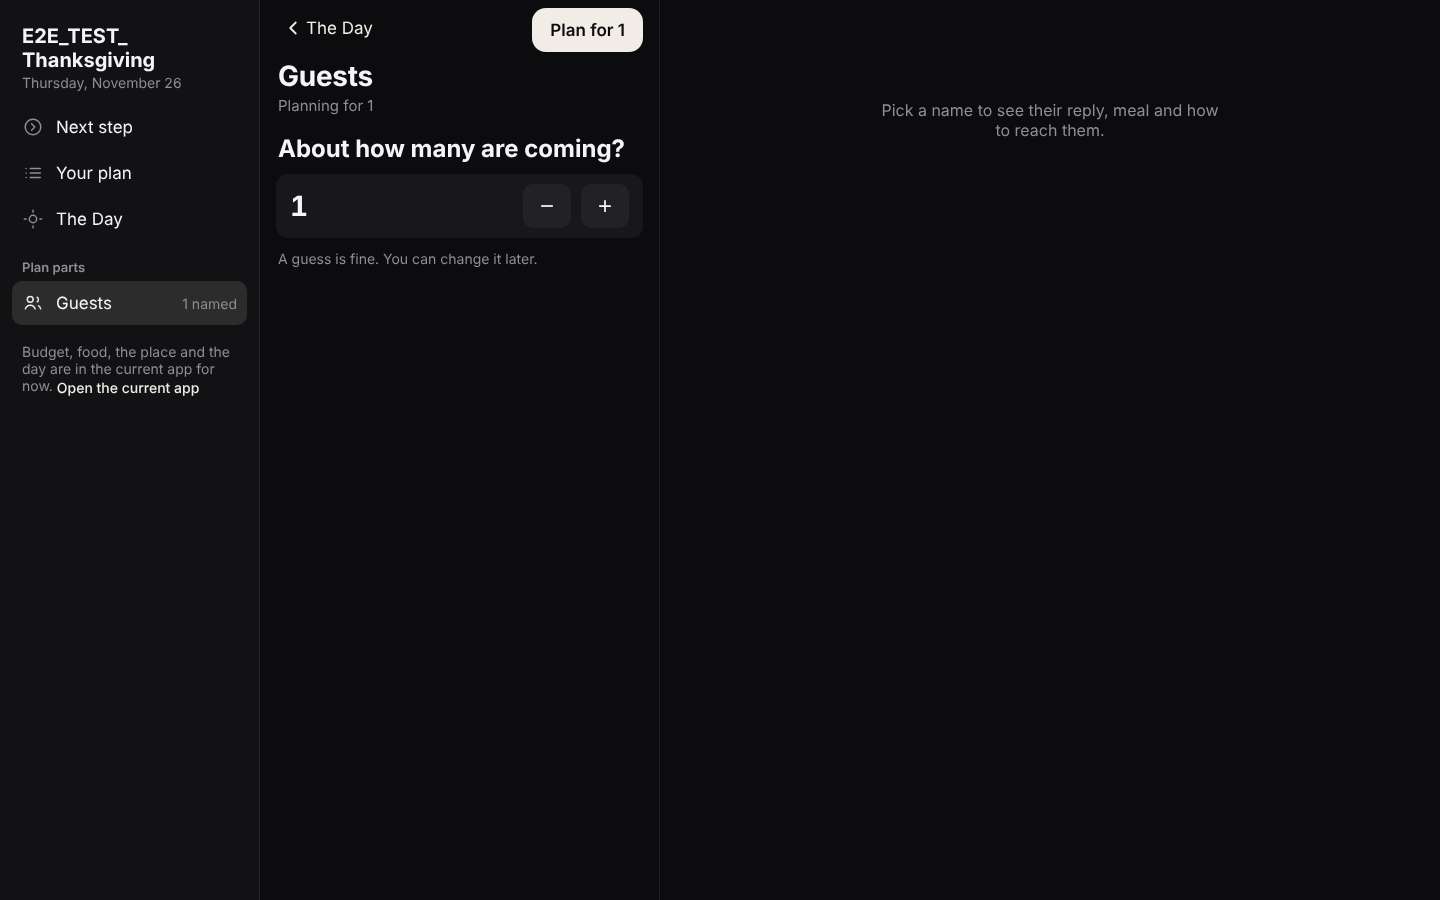 E2E_TEST_
Thanksgiving
Thursday, November 26
Next step
Your plan
The Day
Plan parts
Guests 1 named
Budget, food, the place and the
day are in the current app for
now. Open the current app
The Day
Plan for 1
Guests
Planning for 1
About how many are coming?
1 − +
A guess is fine. You can change it later.
Pick a name to see their reply, meal and how
to reach them.